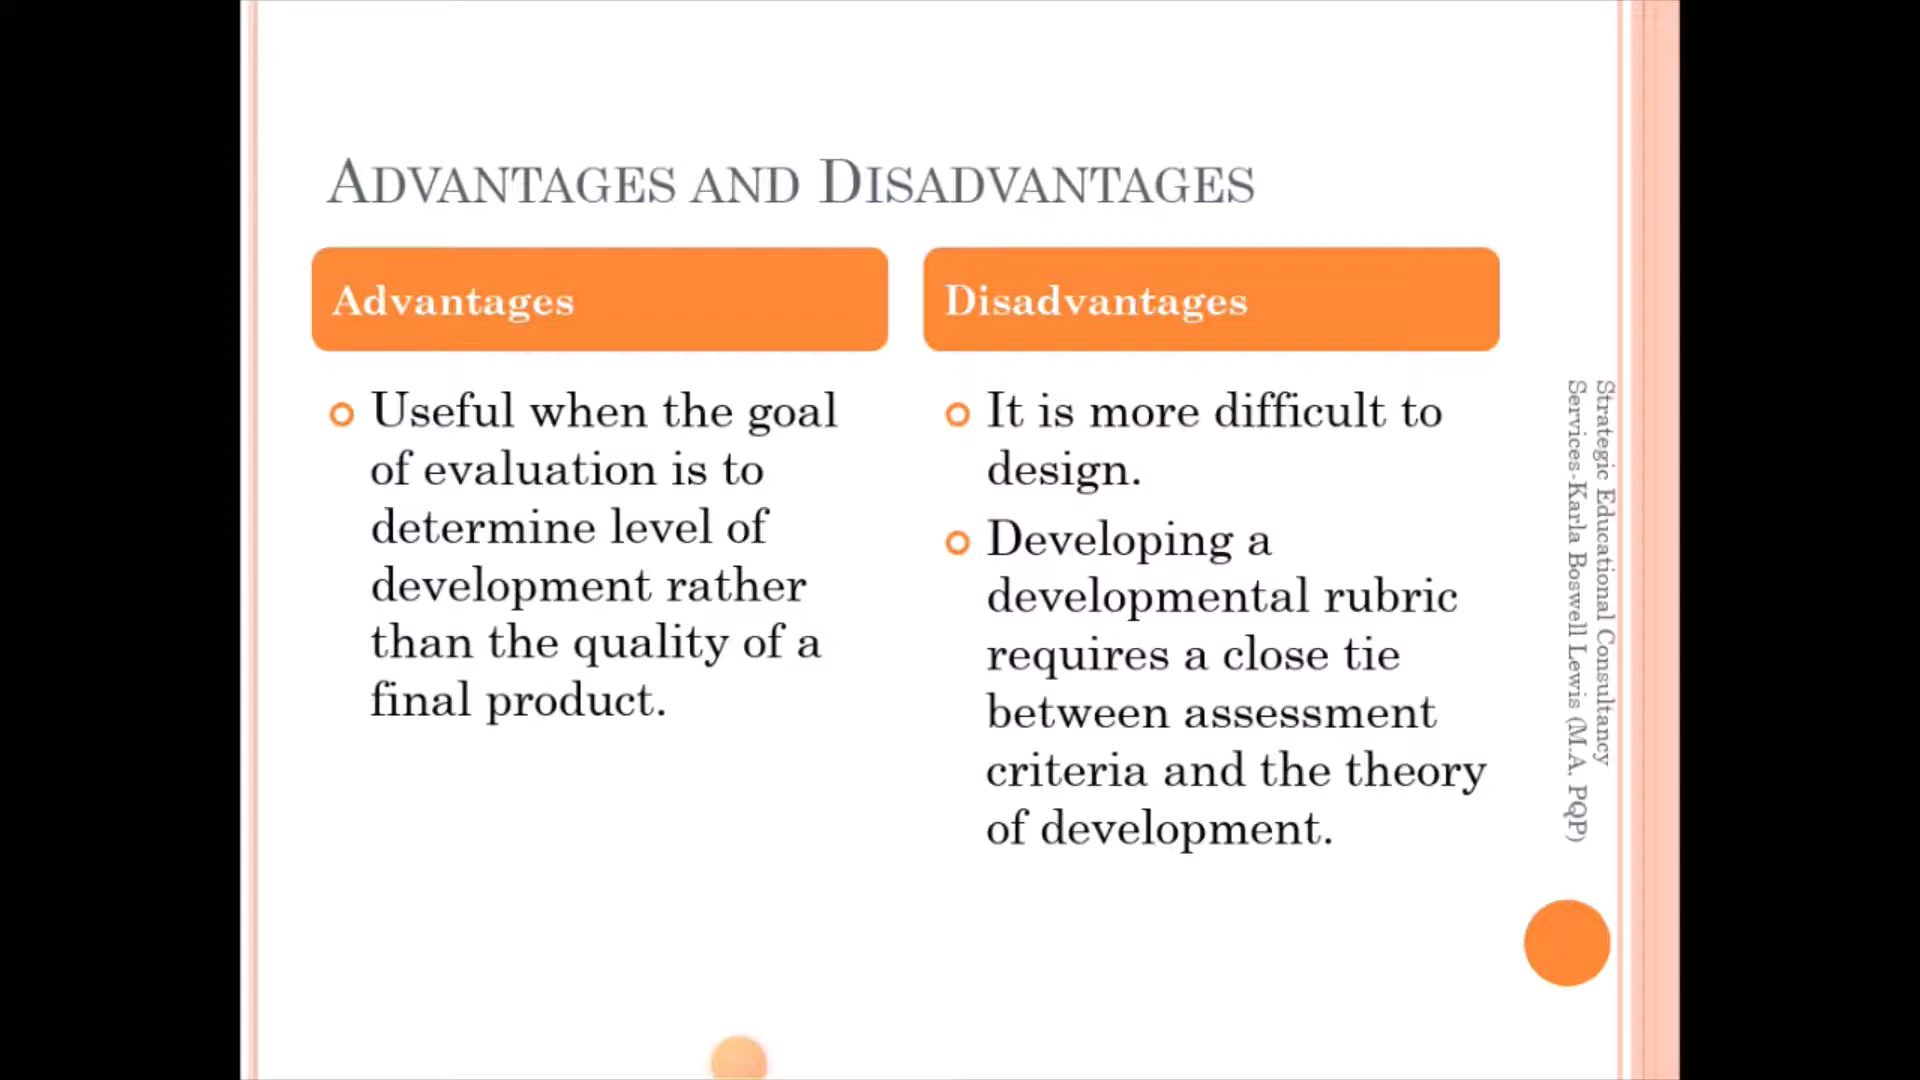 ADVANTAGES AND DISADVANTAGES
Advantages
Useful when the goal
of evaluation is to
determine level of
development rather
than the quality of a
final product.
Disadvantages
It is more difficult to
design.
Developing a
developmental rubric
requires a close tie
between assessment
criteria and the theory
of development.
Strategic Educational Consultancy
Services-Karla Boswell Lewis (M.A. PQP)